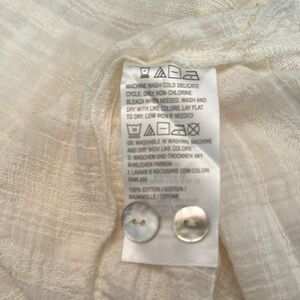 MACHINE WASH COLD DELICATE
CYCLE. ONLY NON-CHLORINE
BLEACH WHEN NEEDED. WASH AND
DRY WITH LIKE COLORS. LAY FLAT
TO DRY. LOW IRON IF NEEDED
GB: WASHABLE IN WASHING MACHINE
AND DRY WITH LIKE COLORS.
D: WASCHEN UND TROCKNEN MIT
ÄHNLICHEN FARBEN
I: LAVARE E ASCIUGARE CON COLORI
SIMILARI
100% COTTON / COTTON /
BAUMWOLLE / COTONE